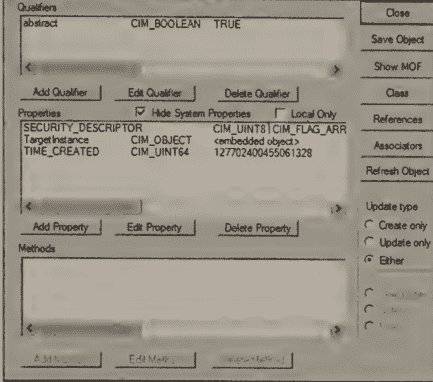 Qualifiers
abstract CIM_BOOLEAN TRUE
Add Qualifier Edit Qualifier Delete Qualifier
Properties Hide System Properties Local Only
SECURITY_DESCRIPTOR CIM_UINT8 | CIM_FLAG_ARR
TargetInstance CIM_OBJECT <embedded object>
TIME_CREATED CIM_UINT64 127702400455061328
Add Property Edit Property Delete Property
Methods
Edit
Close
Save Object
Show MOF
Class
References
Associators
Refresh Object
Update type
Create only
Update only
Either